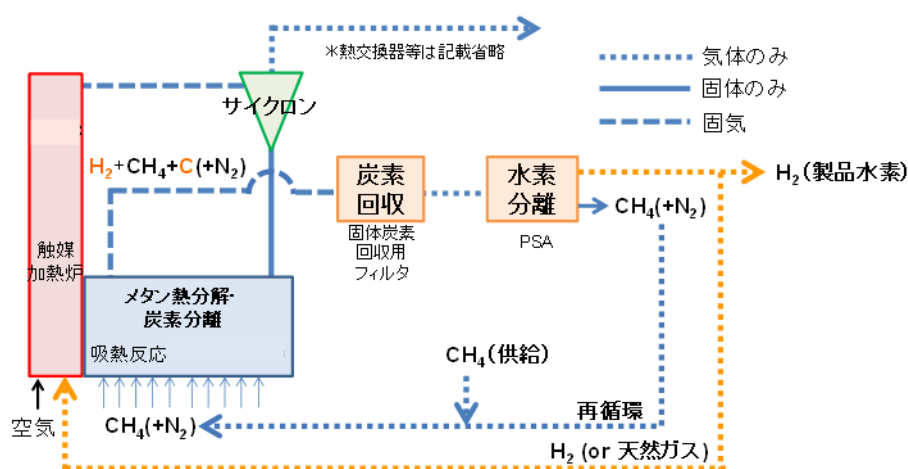 *熱交換器等は記載省略
気体のみ
固体のみ
固気
サイクロン
H₂+CH₄+C(+N₂)
炭素
回収
固体炭素
回収用
フィルタ
水素
分離
PSA
H₂(製品水素)
CH₄(+N₂)
触媒
加熱炉
メタン熱分解・
炭素分離
吸熱反応
CH₄(供給)
空気
CH₄(+N₂)
再循環
H₂ (or 天然ガス)